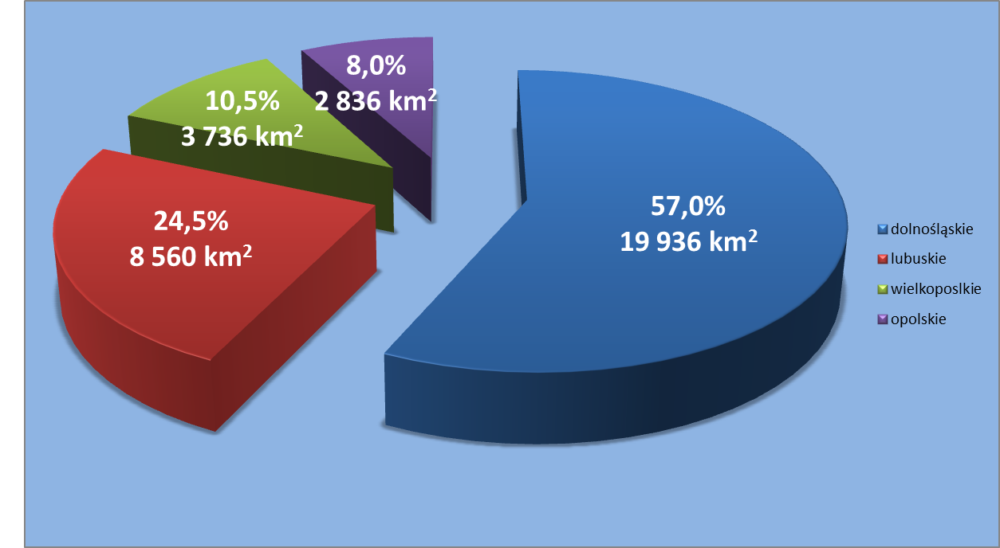 8,0%
2 836 km²
10,5%
3 736 km²
24,5%
8 560 km²
57,0%
19 936 km²
dolnośląskie
lubuskie
wielkoposlkie
opolskie